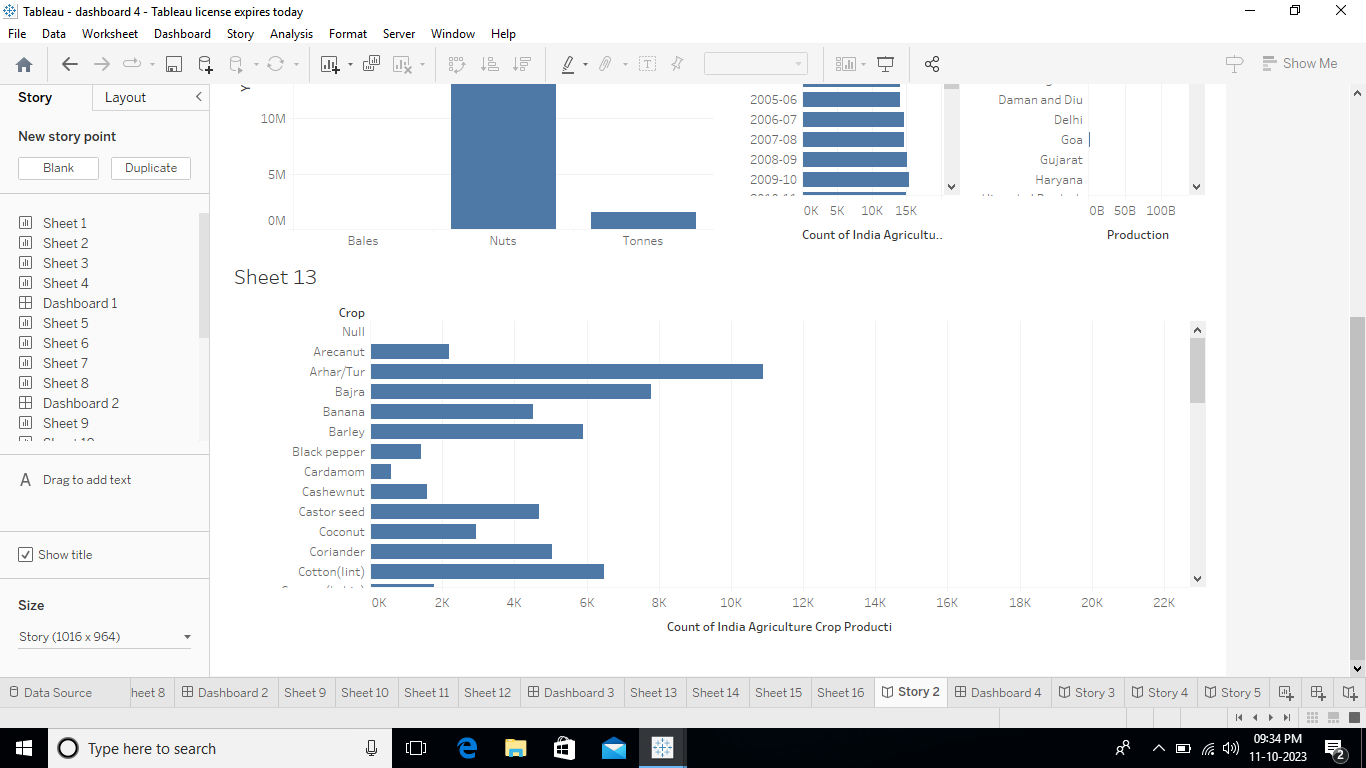 Tableau - dashboard 4 - Tableau license expires today
File Data Worksheet Dashboard Story Analysis Format Server Window Help
Show Me
Story Layout
New story point
Blank Duplicate
Sheet 1
Sheet 2
Sheet 3
Sheet 4
Dashboard 1
Sheet 5
Sheet 6
Sheet 7
Sheet 8
Dashboard 2
Sheet 9
A Drag to add text
Show title
Size
Story (1016 x 964)
Y
10M
5M
0M
Bales Nuts Tonnes
2005-06
2006-07
2007-08
2008-09
2009-10
0K 5K 10K 15K
Count of India Agricultu..
Daman and Diu
Delhi
Goa
Gujarat
Haryana
0B 50B 100B
Production
Sheet 13
Crop
Null
Arecanut
Arhar/Tur
Bajra
Banana
Barley
Black pepper
Cardamom
Cashewnut
Castor seed
Coconut
Coriander
Cotton(lint)
0K 2K 4K 6K 8K 10K 12K 14K 16K 18K 20K 22K
Count of India Agriculture Crop Producti
Data Source heet 8 Dashboard 2 Sheet 9 Sheet 10 Sheet 11 Sheet 12 Dashboard 3 Sheet 13 Sheet 14 Sheet 15 Sheet 16 Story 2 Dashboard 4 Story 3 Story 4 Story 5
Type here to search
09:34 PM
11-10-2023
2